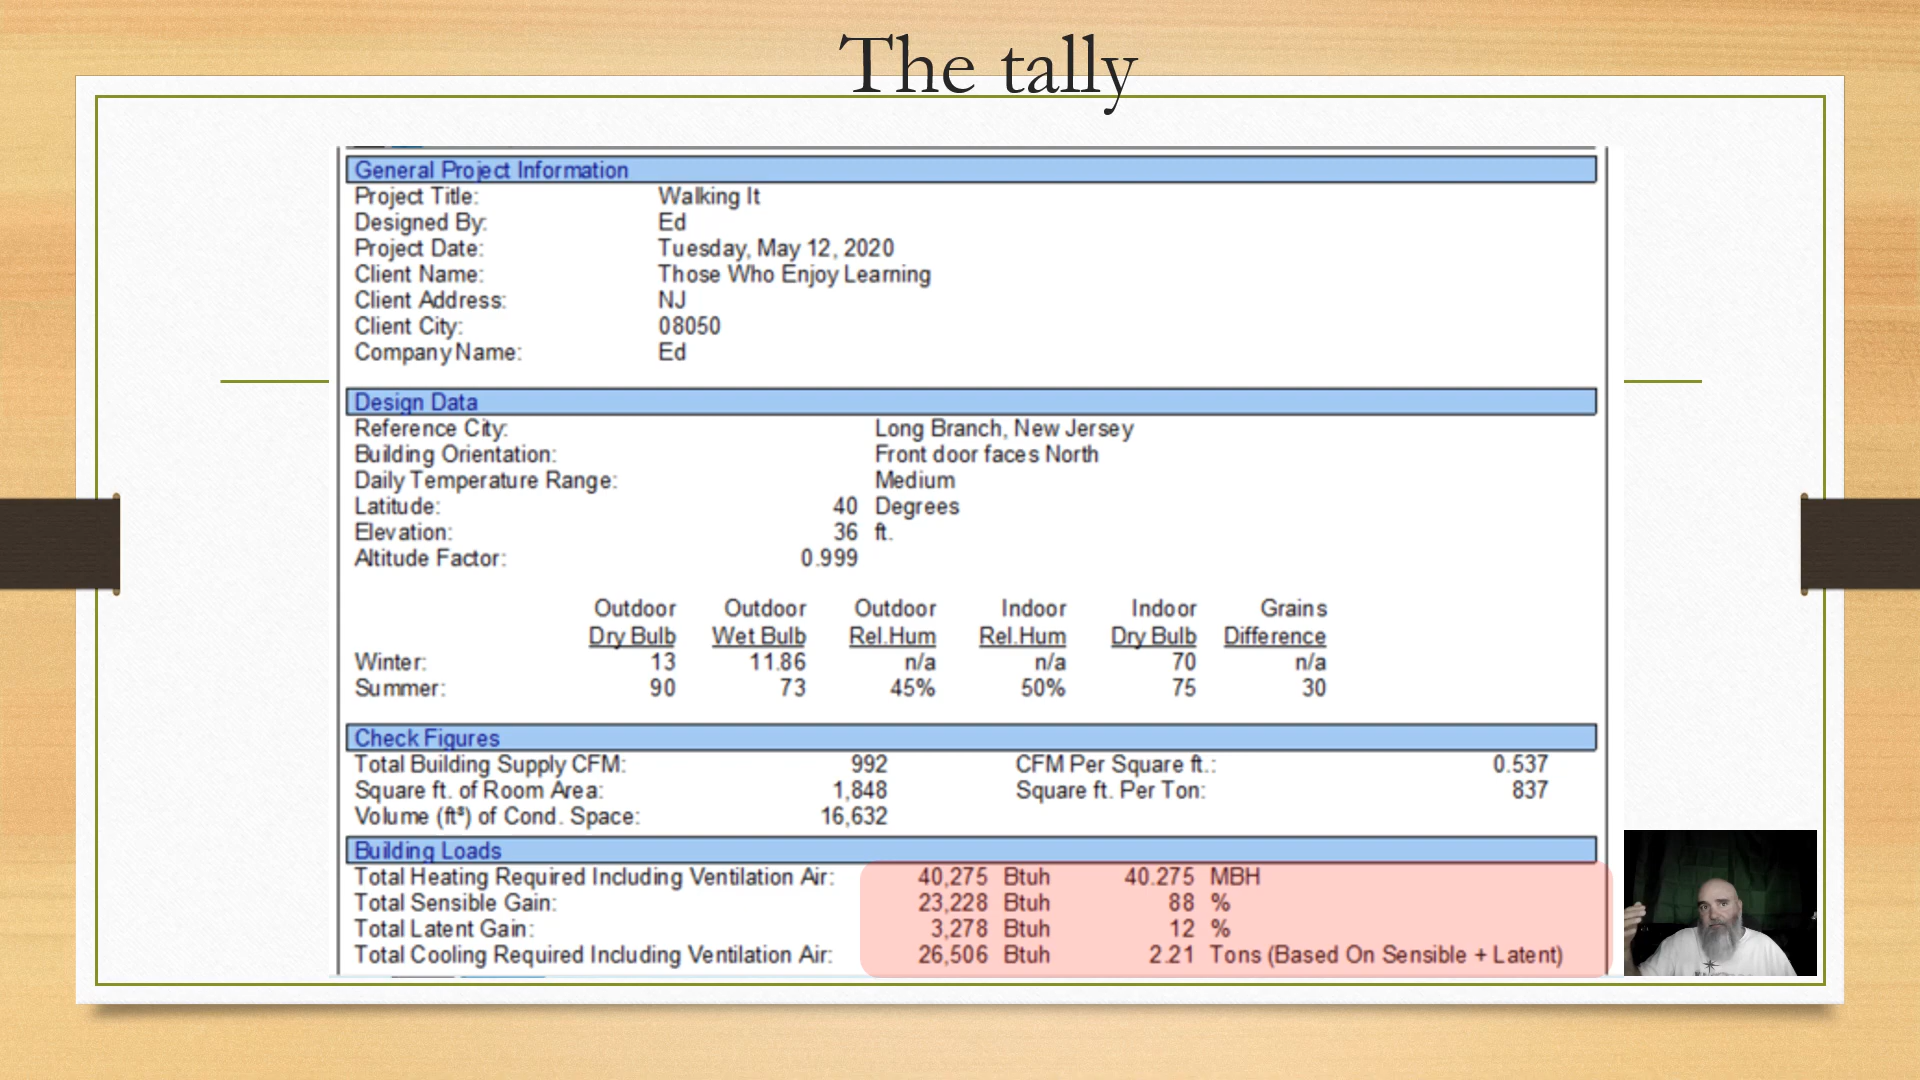 The tally
General Project Information
Project Title: Walking It
Designed By: Ed
Project Date: Tuesday, May 12, 2020
Client Name: Those Who Enjoy Learning
Client Address: NJ
Client City: 08050
Company Name: Ed
Design Data
Reference City: Long Branch, New Jersey
Building Orientation: Front door faces North
Daily Temperature Range: Medium
Latitude: 40 Degrees
Elevation: 36 ft.
Altitude Factor: 0.999
Outdoor Outdoor Outdoor Indoor Indoor Grains
Dry Bulb Wet Bulb Rel.Hum Rel.Hum Dry Bulb Difference
Winter: 13 11.86 n/a n/a 70 n/a
Summer: 90 73 45% 50% 75 30
Check Figures
Total Building Supply CFM: 992 CFM Per Square ft.: 0.537
Square ft. of Room Area: 1,848 Square ft. Per Ton: 837
Volume (ft³) of Cond. Space: 16,632
Building Loads
Total Heating Required Including Ventilation Air: 40,275 Btuh 40.275 MBH
Total Sensible Gain: 23,228 Btuh 88 %
Total Latent Gain: 3,278 Btuh 12 %
Total Cooling Required Including Ventilation Air: 26,506 Btuh 2.21 Tons (Based On Sensible + Latent)